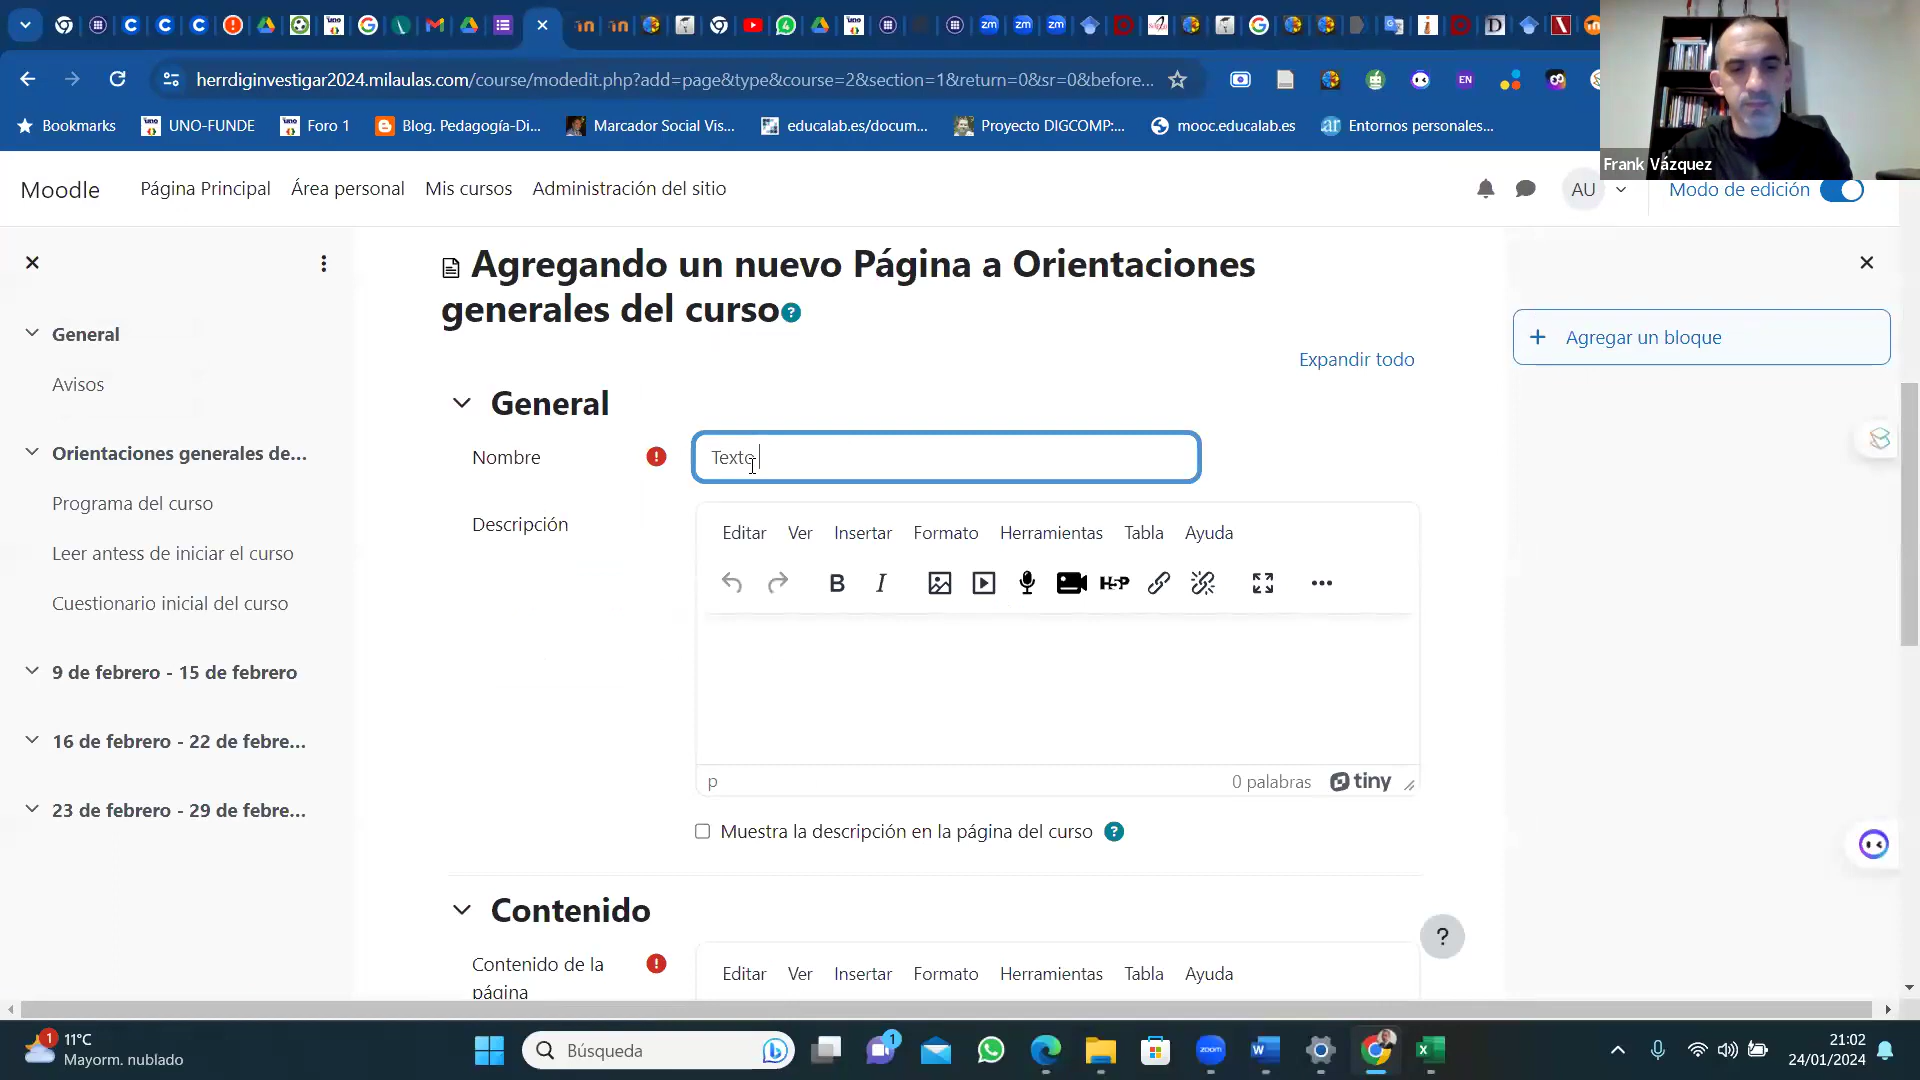 herrdiginvestigar2024.milaulas.com/course/modedit.php?add=page&type&course=2&section=1&return=0&sr=0&before...
EN
Bookmarks
UNO-FUNDE
Foro 1
Blog. Pedagogía-Di...
Marcador Social Vis...
educalab.es/docum...
Proyecto DIGCOMP:...
mooc.educalab.es
Entornos personales...
Frank Vázquez
Moodle
Página Principal
Área personal
Mis cursos
Administración del sitio
AU
Modo de edición
Agregando un nuevo Página a Orientaciones
generales del curso
Expandir todo
Agregar un bloque
General
Avisos
Orientaciones generales de...
Programa del curso
Leer antess de iniciar el curso
Cuestionario inicial del curso
9 de febrero - 15 de febrero
16 de febrero - 22 de febre...
23 de febrero - 29 de febre...
General
Nombre
Texto
Descripción
Editar Ver Insertar Formato Herramientas Tabla Ayuda
B I H5P
p
0 palabras
tiny
Muestra la descripción en la página del curso
Contenido
Contenido de la
página
Editar Ver Insertar Formato Herramientas Tabla Ayuda
1
11°C
Mayorm. nublado
Búsqueda
1
zoom
21:02
24/01/2024